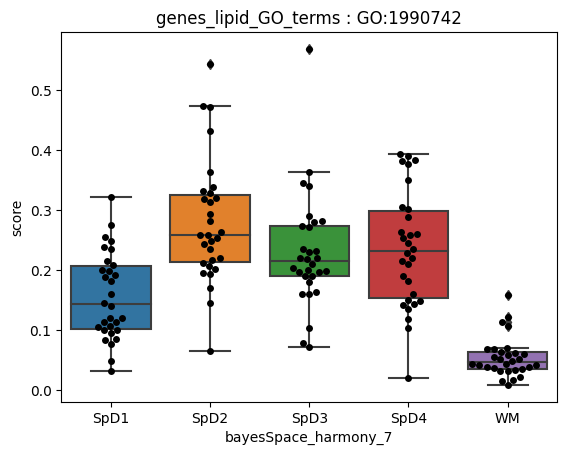 genes_lipid_GO_terms : GO:1990742
score
0.5
0.4
0.3
0.2
0.1
0.0
SpD1 SpD2 SpD3 SpD4 WM
bayesSpace_harmony_7